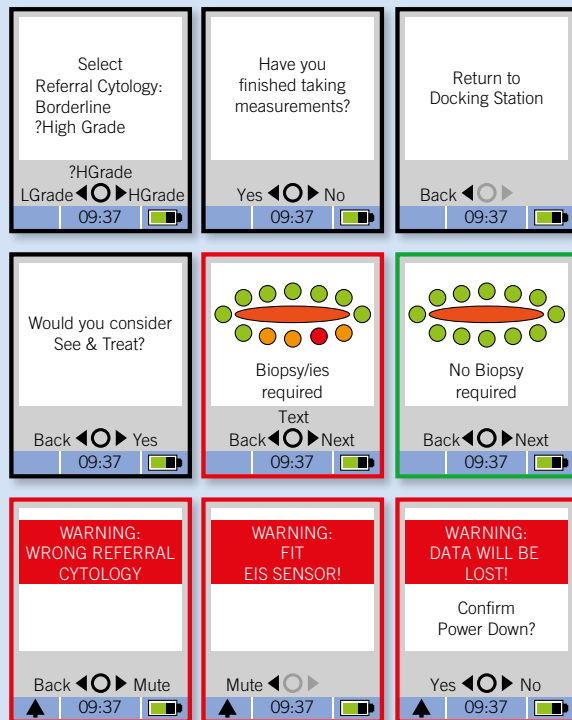 Select
Referral Cytology:
Borderline
?High Grade
?HGrade
LGrade HGrade
09:37
Have you
finished taking
measurements?
Yes No
09:37
Return to
Docking Station
Back
09:37
Would you consider
See & Treat?
Back Yes
09:37
Biopsy/ies
required
Text
Back Next
09:37
No Biopsy
required
Back Next
09:37
WARNING:
WRONG REFERRAL
CYTOLOGY
Back Mute
09:37
WARNING:
FIT
EIS SENSOR!
Mute
09:37
WARNING:
DATA WILL BE
LOST!
Confirm
Power Down?
Yes No
09:37